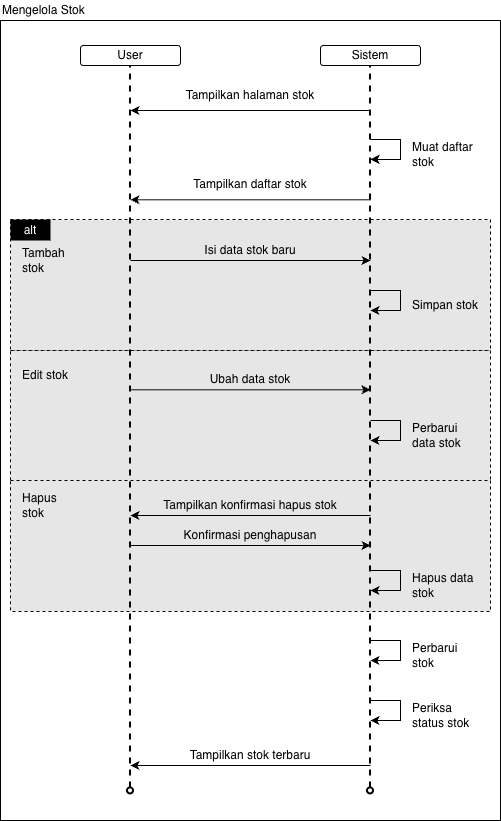 Mengelola Stok
User
Sistem
Tampilkan halaman stok
Muat daftar
stok
Tampilkan daftar stok
alt
Tambah
stok
Isi data stok baru
Simpan stok
Edit stok
Ubah data stok
Perbarui
data stok
Hapus
stok
Tampilkan konfirmasi hapus stok
Konfirmasi penghapusan
Hapus data
stok
Perbarui
stok
Periksa
status stok
Tampilkan stok terbaru